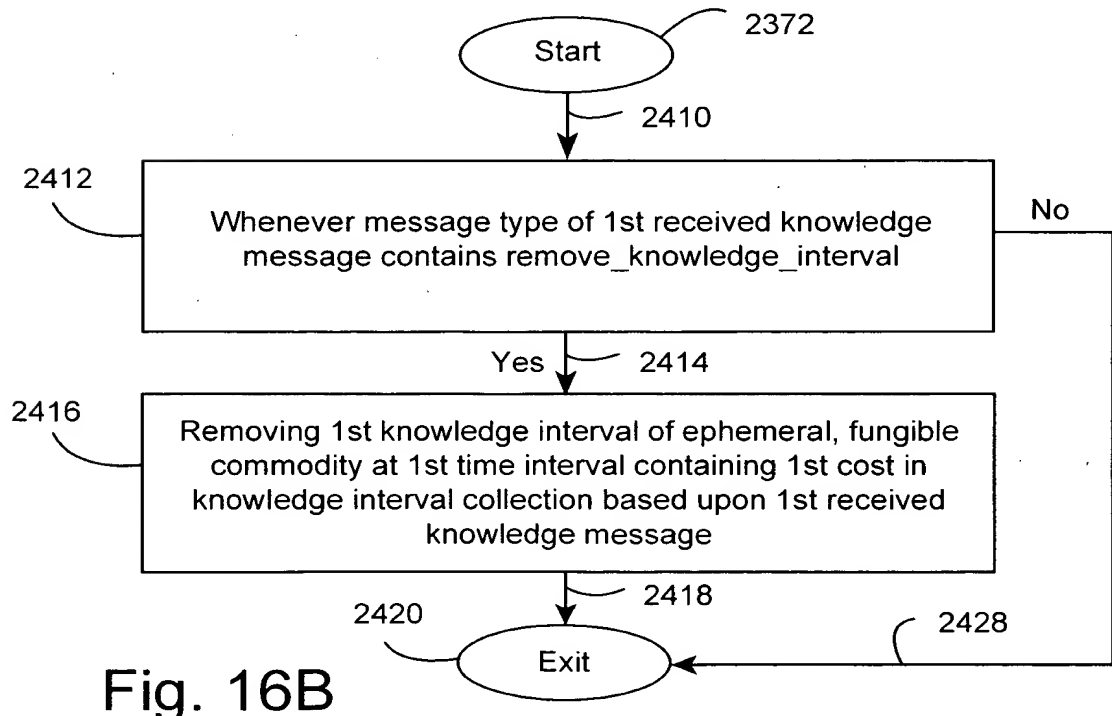 Start
2372
2410
2412
Whenever message type of 1st received knowledge
message contains remove_knowledge_interval
No
Yes
2414
2416
Removing 1st knowledge interval of ephemeral, fungible
commodity at 1st time interval containing 1st cost in
knowledge interval collection based upon 1st received
knowledge message
2418
2420
Exit
2428
Fig. 16B